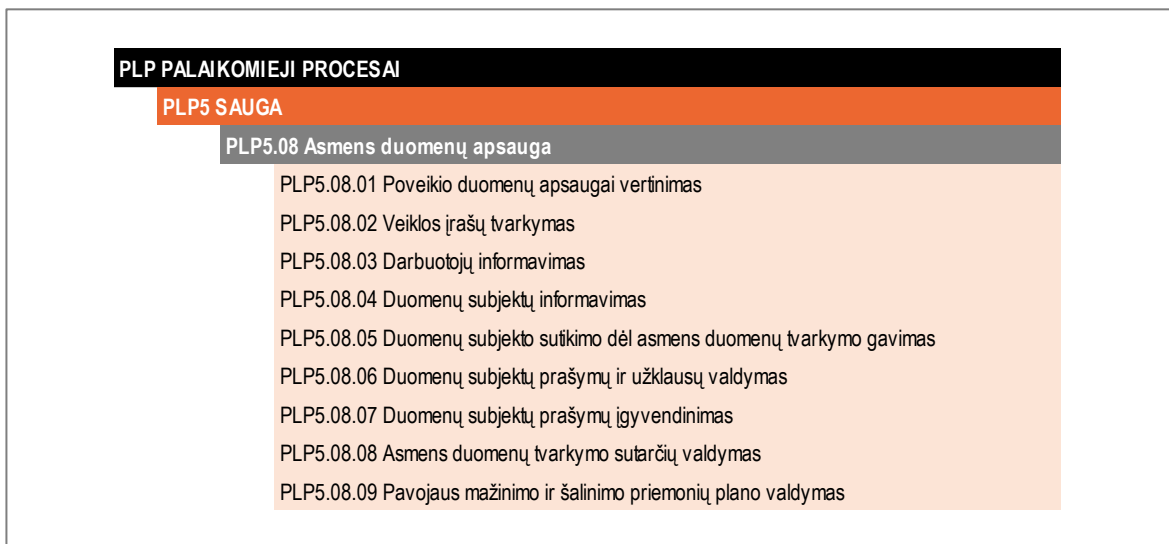 PLP PALAIKOMIEJI PROCESAI
PLP5 SAUGA
PLP5.08 Asmens duomenų apsauga
PLP5.08.01 Poveikio duomenų apsaugai vertinimas
PLP5.08.02 Veiklos įrašų tvarkymas
PLP5.08.03 Darbuotojų informavimas
PLP5.08.04 Duomenų subjektų informavimas
PLP5.08.05 Duomenų subjekto sutikimo dėl asmens duomenų tvarkymo gavimas
PLP5.08.06 Duomenų subjektų prašymų ir užklausų valdymas
PLP5.08.07 Duomenų subjektų prašymų įgyvendinimas
PLP5.08.08 Asmens duomenų tvarkymo sutarčių valdymas
PLP5.08.09 Pavojaus mažinimo ir šalinimo priemonių plano valdymas